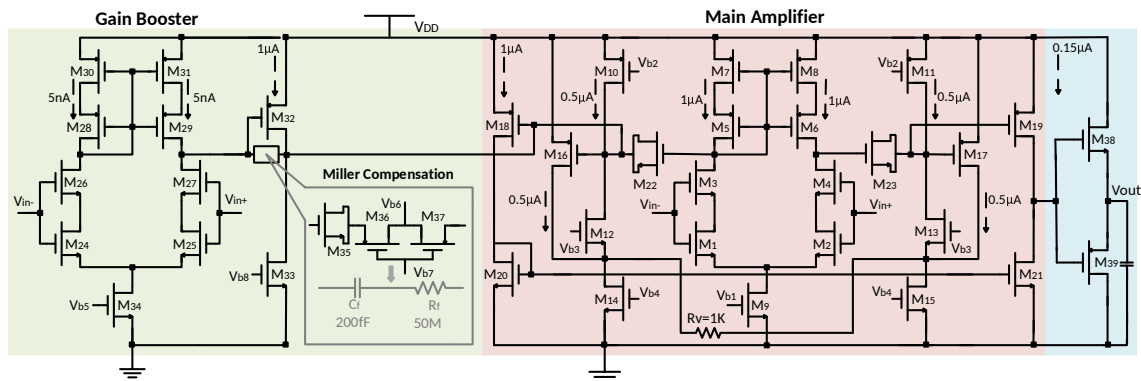 Gain Booster
Main Amplifier
VDD
1µA
1µA
0.15µA
M30
M31
M10
Vb2
M7
M8
Vb2
M11
5nA
5nA
0.5µA
1µA
1µA
0.5µA
M32
M28
M29
M18
M5
M6
M19
M38
M16
M17
M22
M23
Miller Compensation
M26
M27
M3
M4
Vin-
Vin+
Vin-
Vin+
Vout
0.5µA
0.5µA
M36
Vb6
M37
M35
M24
M25
M12
Vb3
M1
M2
M13
Vb3
Vb7
Vb8
M33
M20
M21
M39
Cf
200fF
Rf
50M
Vb5
M34
M14
Vb4
Vb1
M9
Vb4
M15
Rv=1K